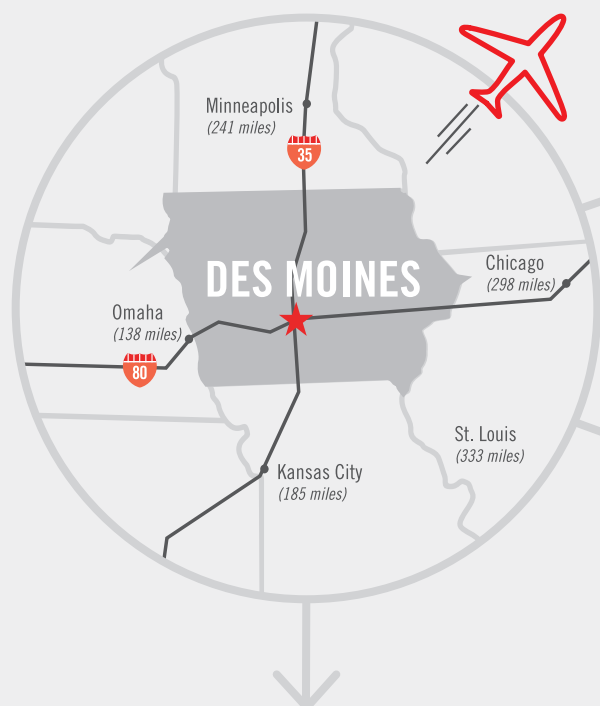 Minneapolis
(241 miles)
35
DES MOINES
Chicago
(298 miles)
Omaha
(138 miles)
80
St. Louis
(333 miles)
Kansas City
(185 miles)